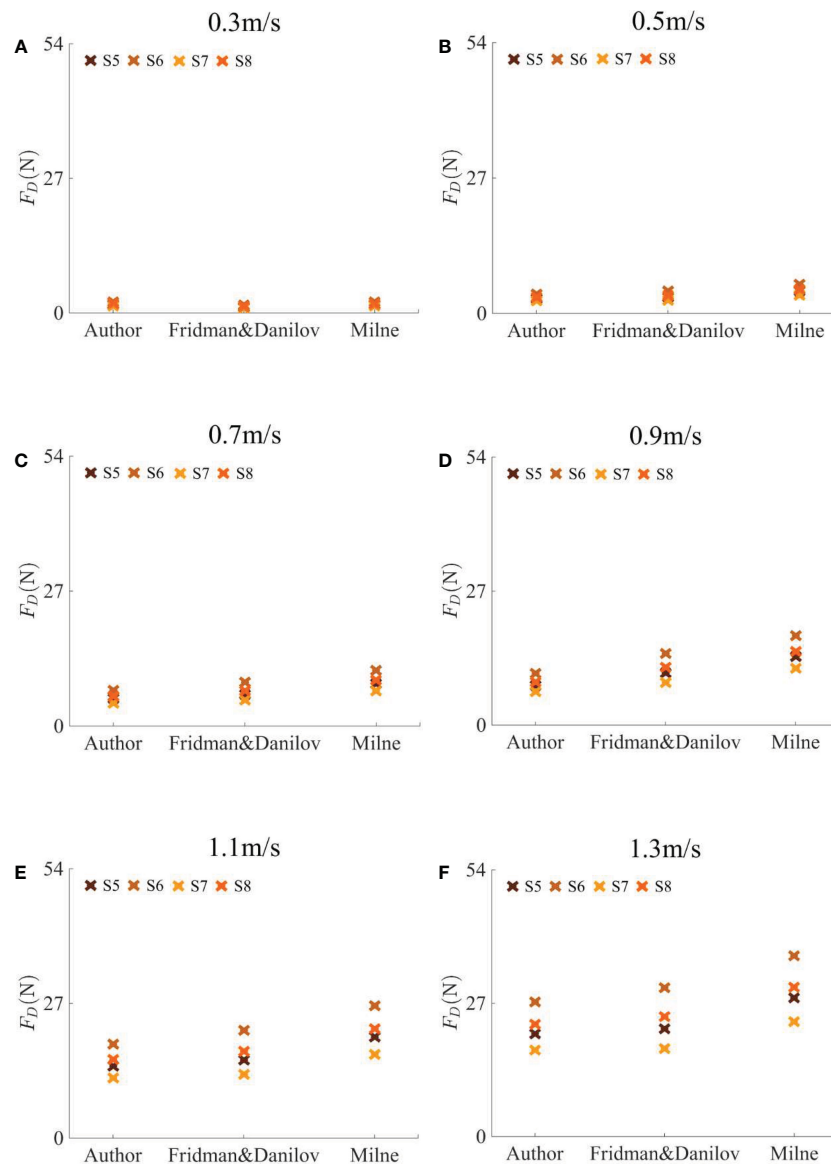 A
0.3m/s
54
S5 S6 S7 S8
F_D(N)
27
0
Author Fridman&Danilov Milne
B
0.5m/s
54
S5 S6 S7 S8
F_D(N)
27
0
Author Fridman&Danilov Milne
C
0.7m/s
54
S5 S6 S7 S8
F_D(N)
27
0
Author Fridman&Danilov Milne
D
0.9m/s
54
S5 S6 S7 S8
F_D(N)
27
0
Author Fridman&Danilov Milne
E
1.1m/s
54
S5 S6 S7 S8
F_D(N)
27
0
Author Fridman&Danilov Milne
F
1.3m/s
54
S5 S6 S7 S8
F_D(N)
27
0
Author Fridman&Danilov Milne